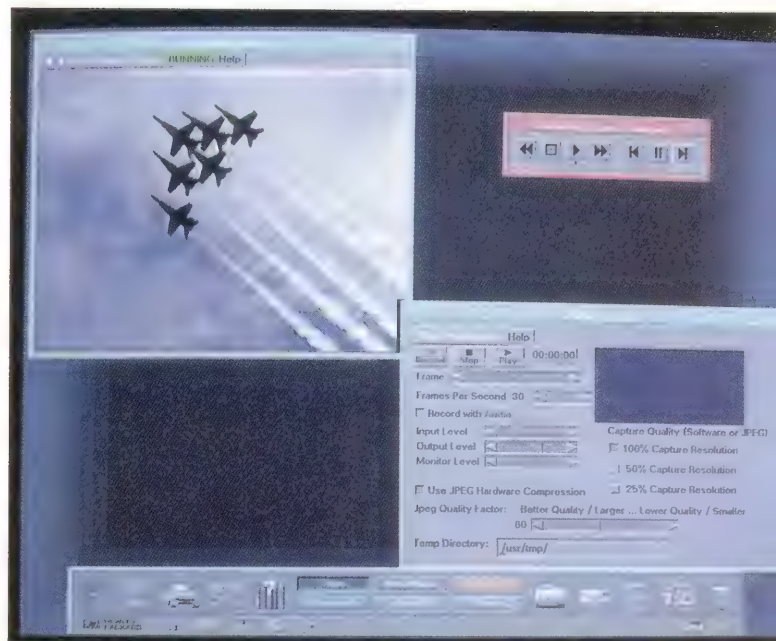 RUNNING Help
Help
Record Stop Play 00:00:00
Frame
Frames Per Second 30
Record with Audio
Input Level
Output Level
Monitor Level
Capture Quality (Software or JPEG)
100% Capture Resolution
50% Capture Resolution
25% Capture Resolution
Use JPEG Hardware Compression
Jpeg Quality Factor: Better Quality / Larger ... Lower Quality / Smaller
60
Temp Directory: /usr/tmp/
HEWLETT
PACKARD